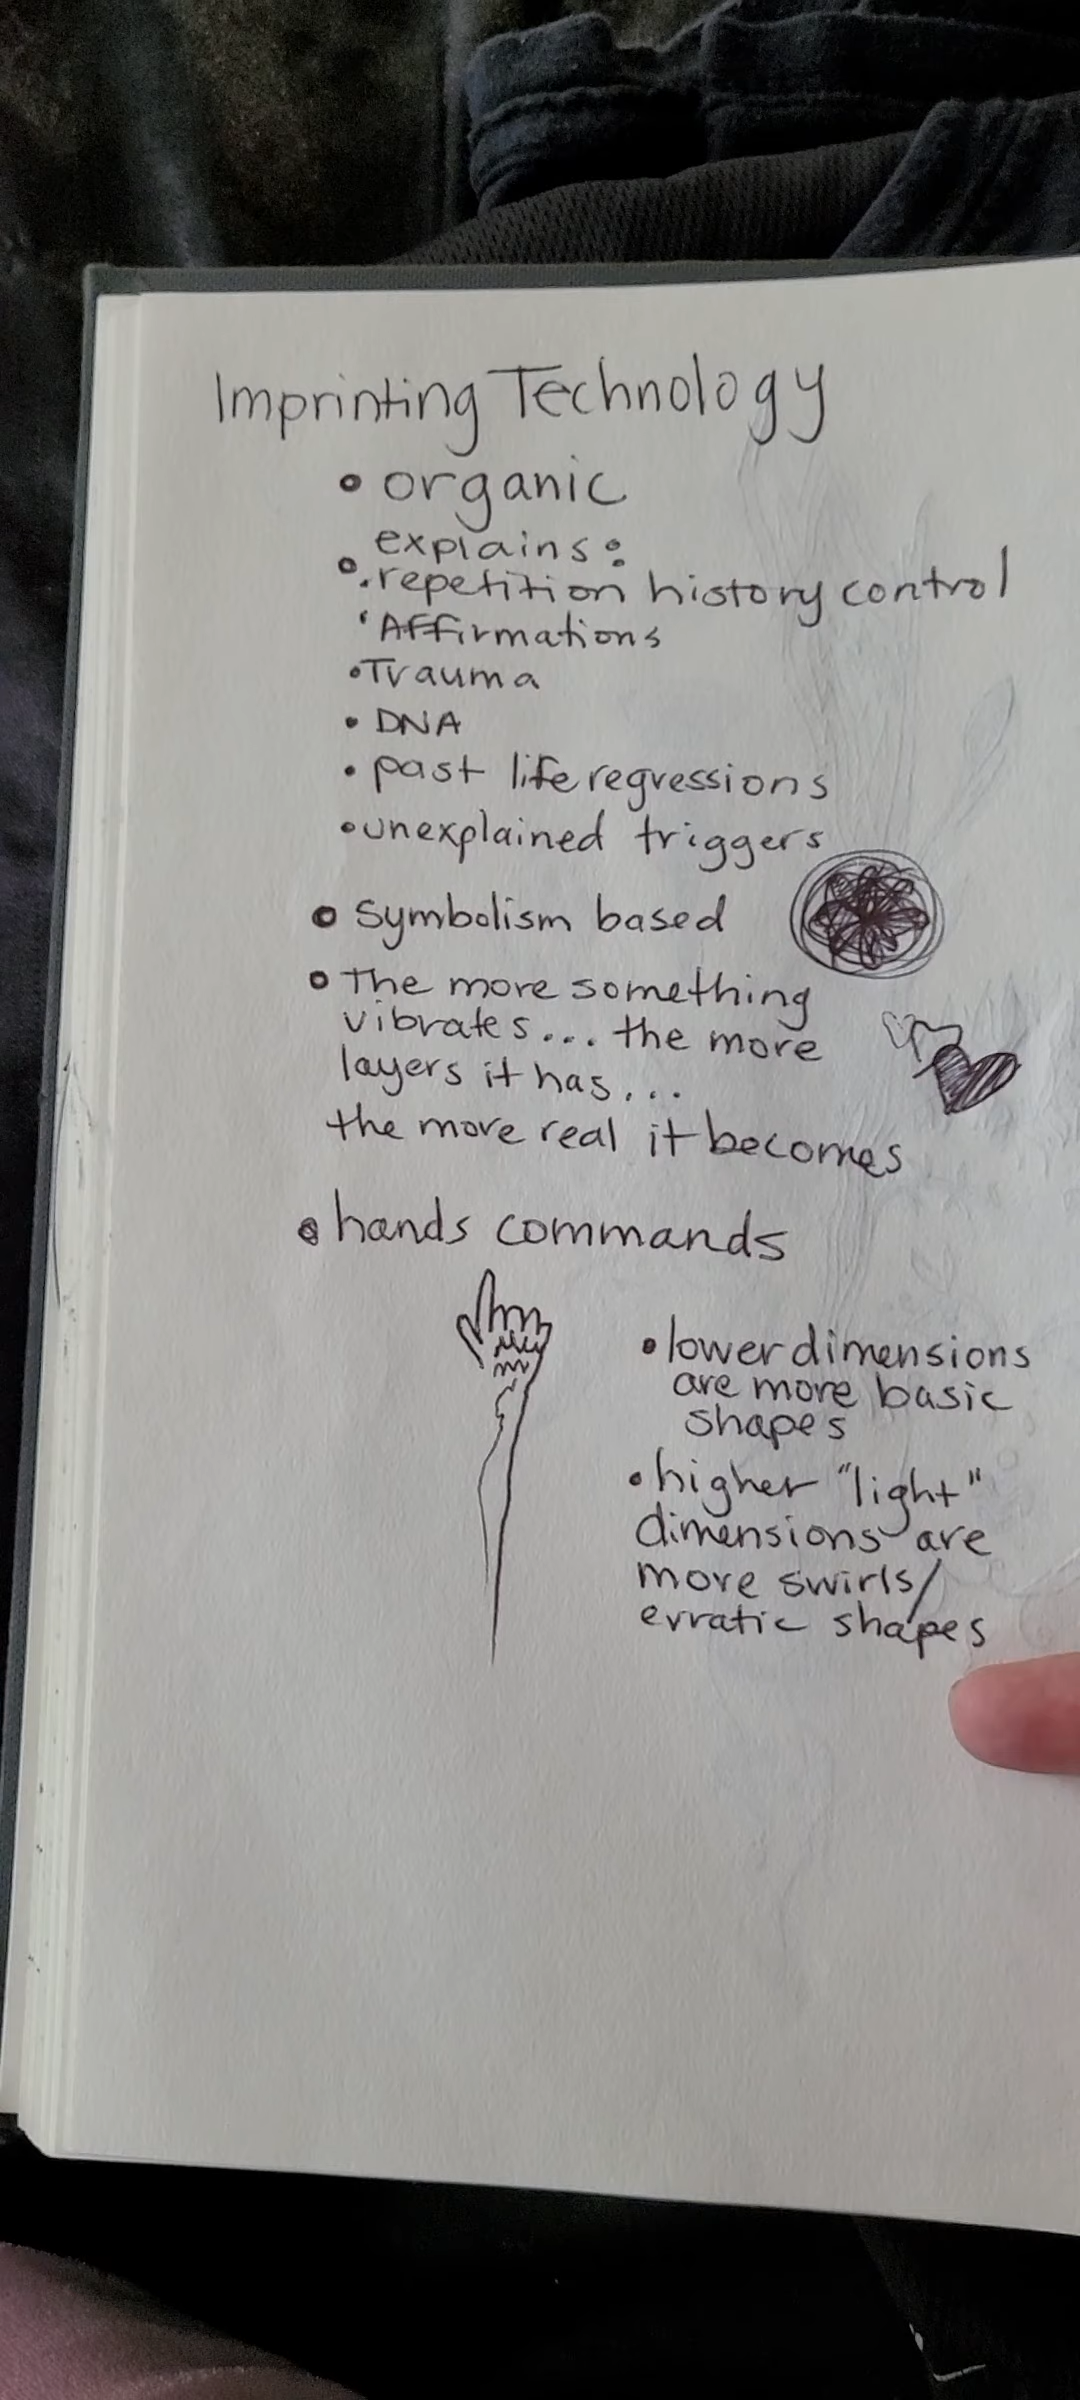 Imprinting Technology
• organic
explains:
• repetition history control
• Affirmations
• Trauma
• DNA
• past life regressions
• unexplained triggers
• symbolism based
• The more something
vibrates... the more
layers it has...
the more real it becomes
• hands commands
• lower dimensions
are more basic
shapes
• higher "light"
dimensions are
more swirls/
erratic shapes